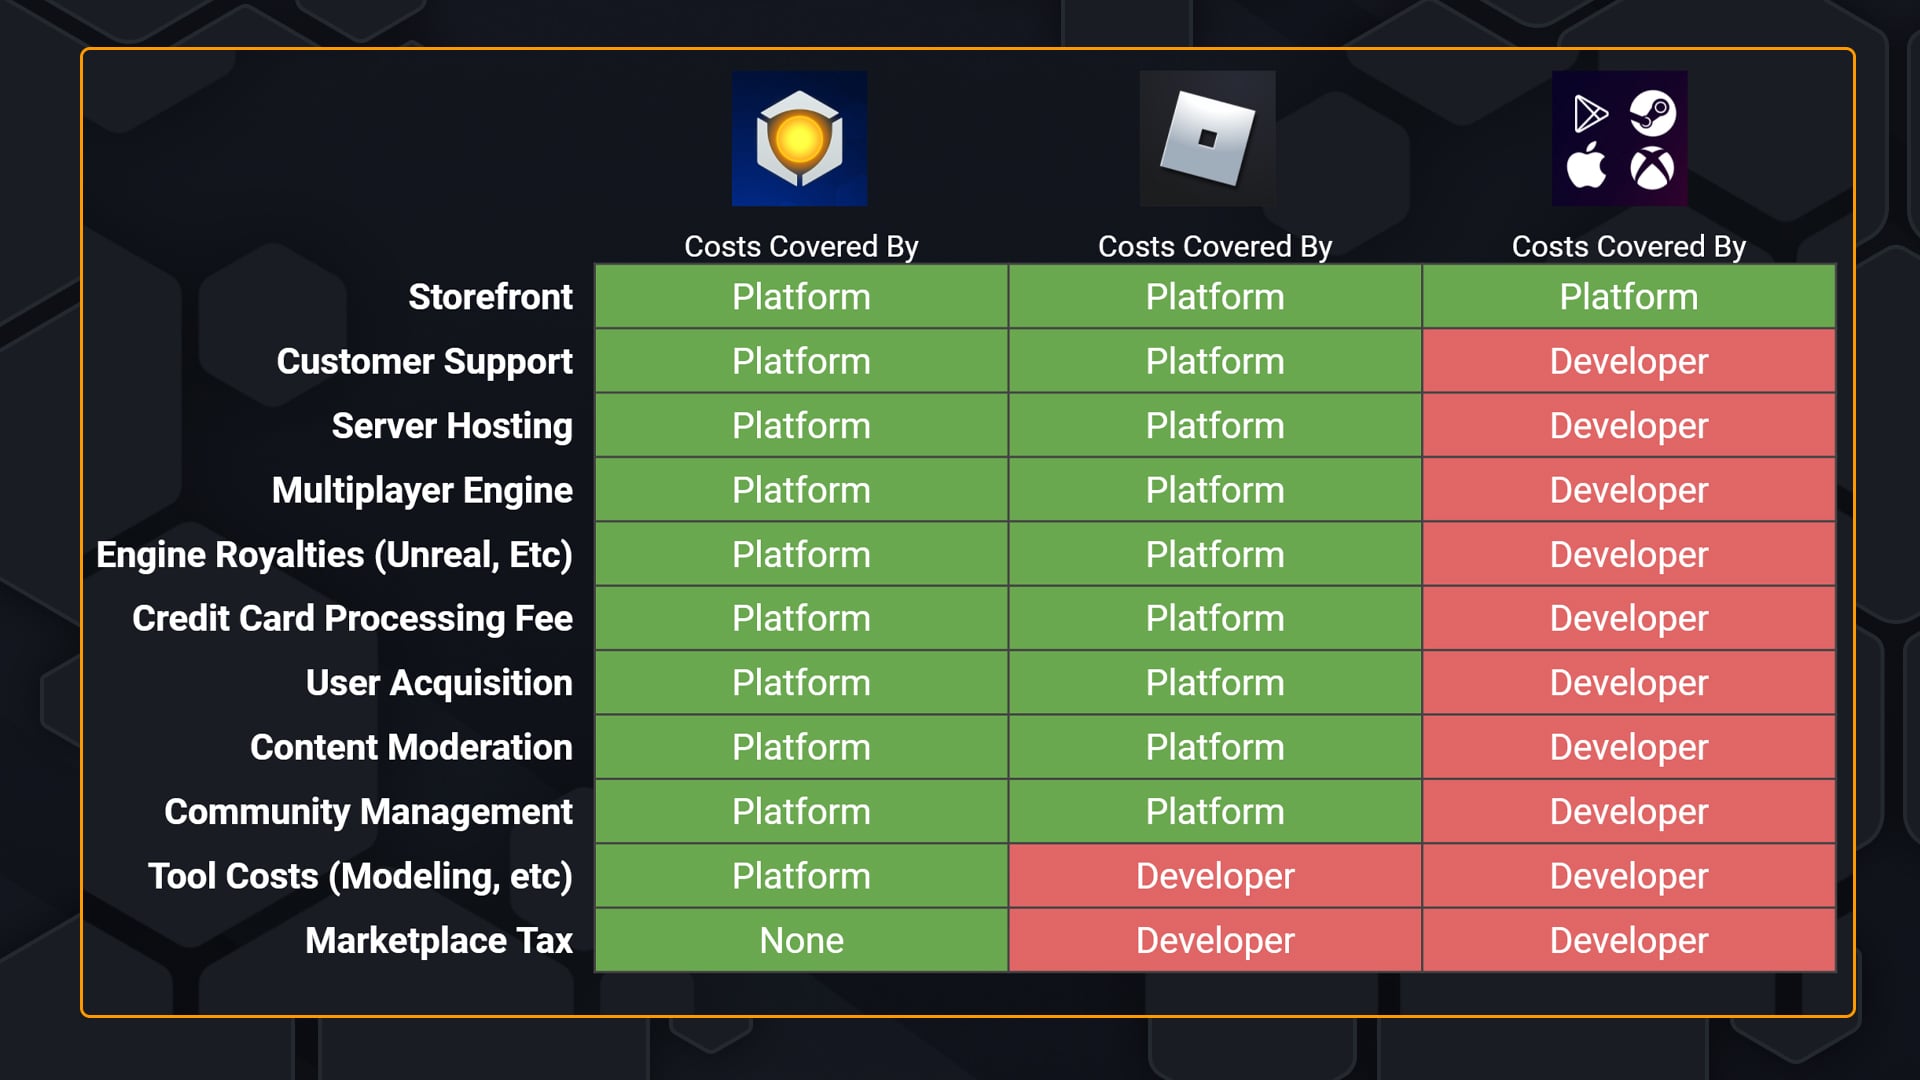 Costs Covered By Costs Covered By Costs Covered By
Storefront Platform Platform Platform
Customer Support Platform Platform Developer
Server Hosting Platform Platform Developer
Multiplayer Engine Platform Platform Developer
Engine Royalties (Unreal, Etc) Platform Platform Developer
Credit Card Processing Fee Platform Platform Developer
User Acquisition Platform Platform Developer
Content Moderation Platform Platform Developer
Community Management Platform Platform Developer
Tool Costs (Modeling, etc) Platform Developer Developer
Marketplace Tax None Developer Developer